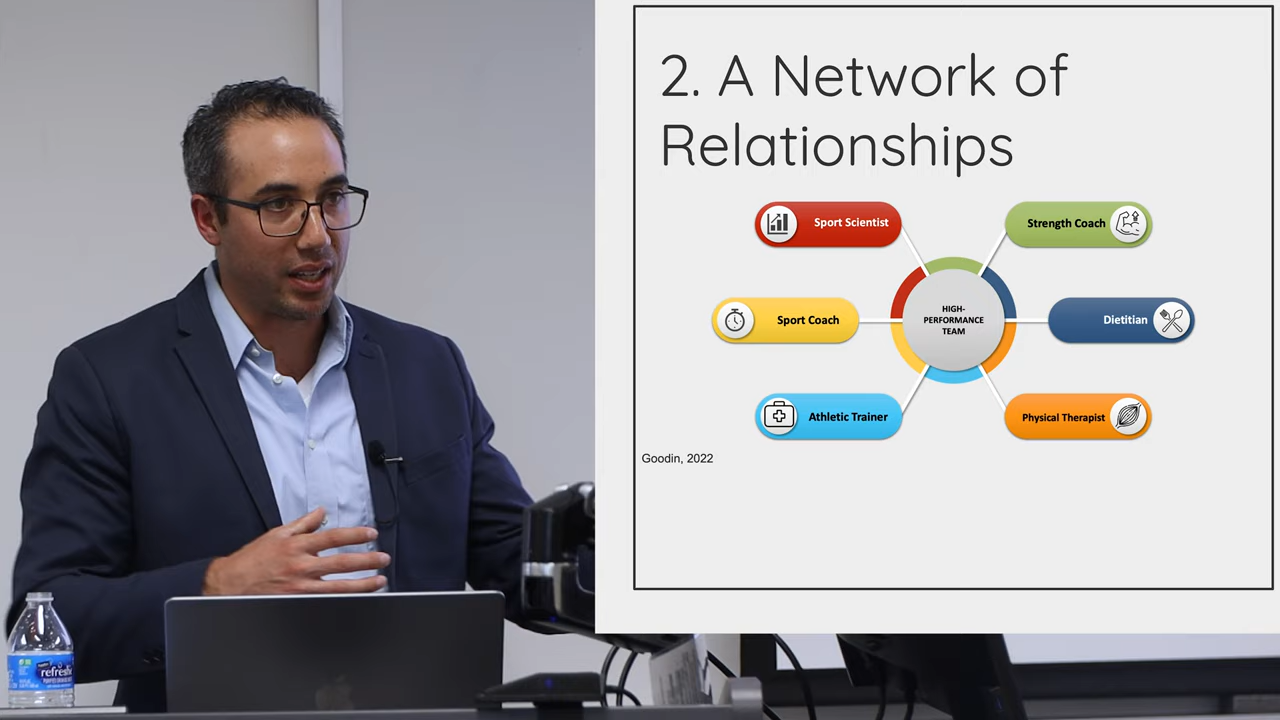 2. A Network of
Relationships
Sport Scientist
Strength Coach
Sport Coach
HIGH-
PERFORMANCE
TEAM
Dietitian
Athletic Trainer
Physical Therapist
Goodin, 2022
refresh